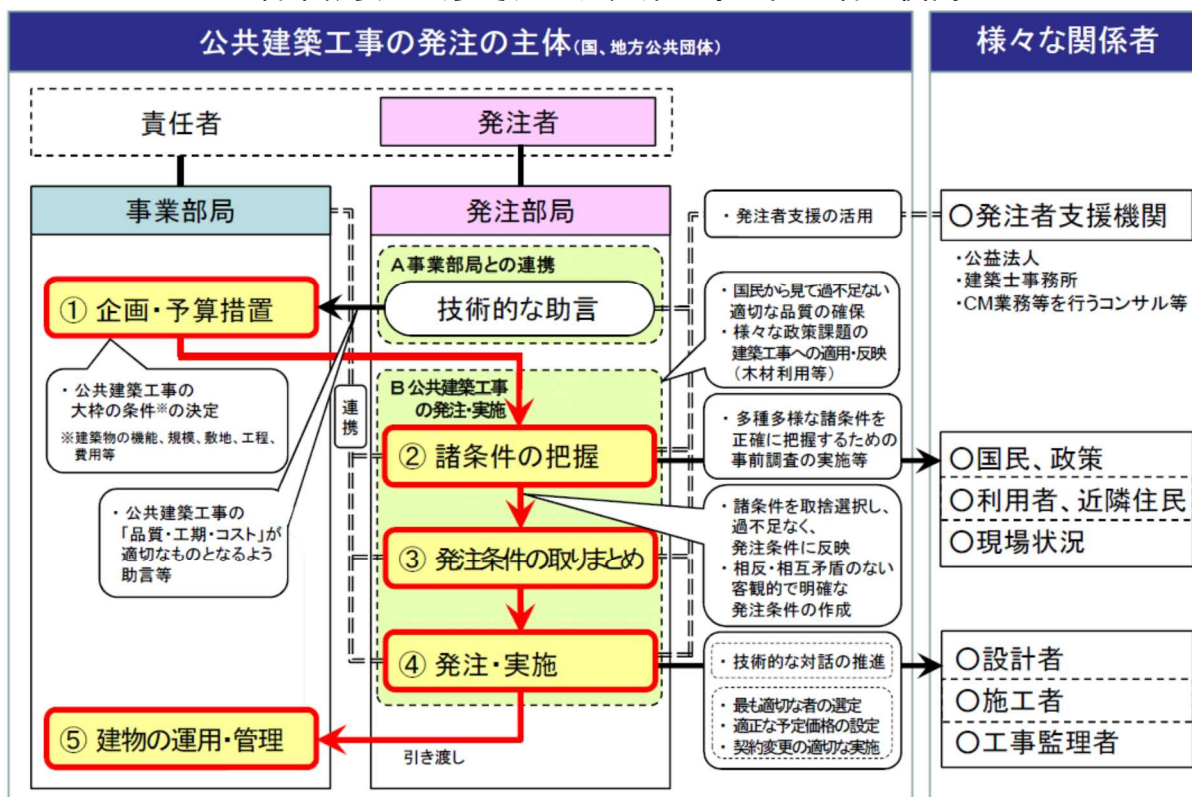 公共建築工事の発注の主体(国、地方公共団体)
様々な関係者
責任者
発注者
事業部局
発注部局
・発注者支援の活用
〇発注者支援機関
・公益法人
・建築士事務所
・CM業務等を行うコンサル等
A事業部局との連携
技術的な助言
① 企画・予算措置
・国民から見て過不足ない
適切な品質の確保
・様々な政策課題の
建築工事への適用・反映
(木材利用等)
・公共建築工事の
大枠の条件※の決定
※建築物の機能、規模、敷地、工程、
費用等
連携
B公共建築工事
の発注・実施
② 諸条件の把握
・多種多様な諸条件を
正確に把握するための
事前調査の実施等
〇国民、政策
〇利用者、近隣住民
〇現場状況
・公共建築工事の
「品質・工期・コスト」が
適切なものとなるよう
助言等
・諸条件を取捨選択し、
過不足なく、
発注条件に反映
・相反・相互矛盾のない
客観的で明確な
発注条件の作成
③ 発注条件の取りまとめ
④ 発注・実施
・技術的な対話の推進
・最も適切な者の選定
・適正な予定価格の設定
・契約変更の適切な実施
〇設計者
〇施工者
〇工事監理者
⑤ 建物の運用・管理
引き渡し